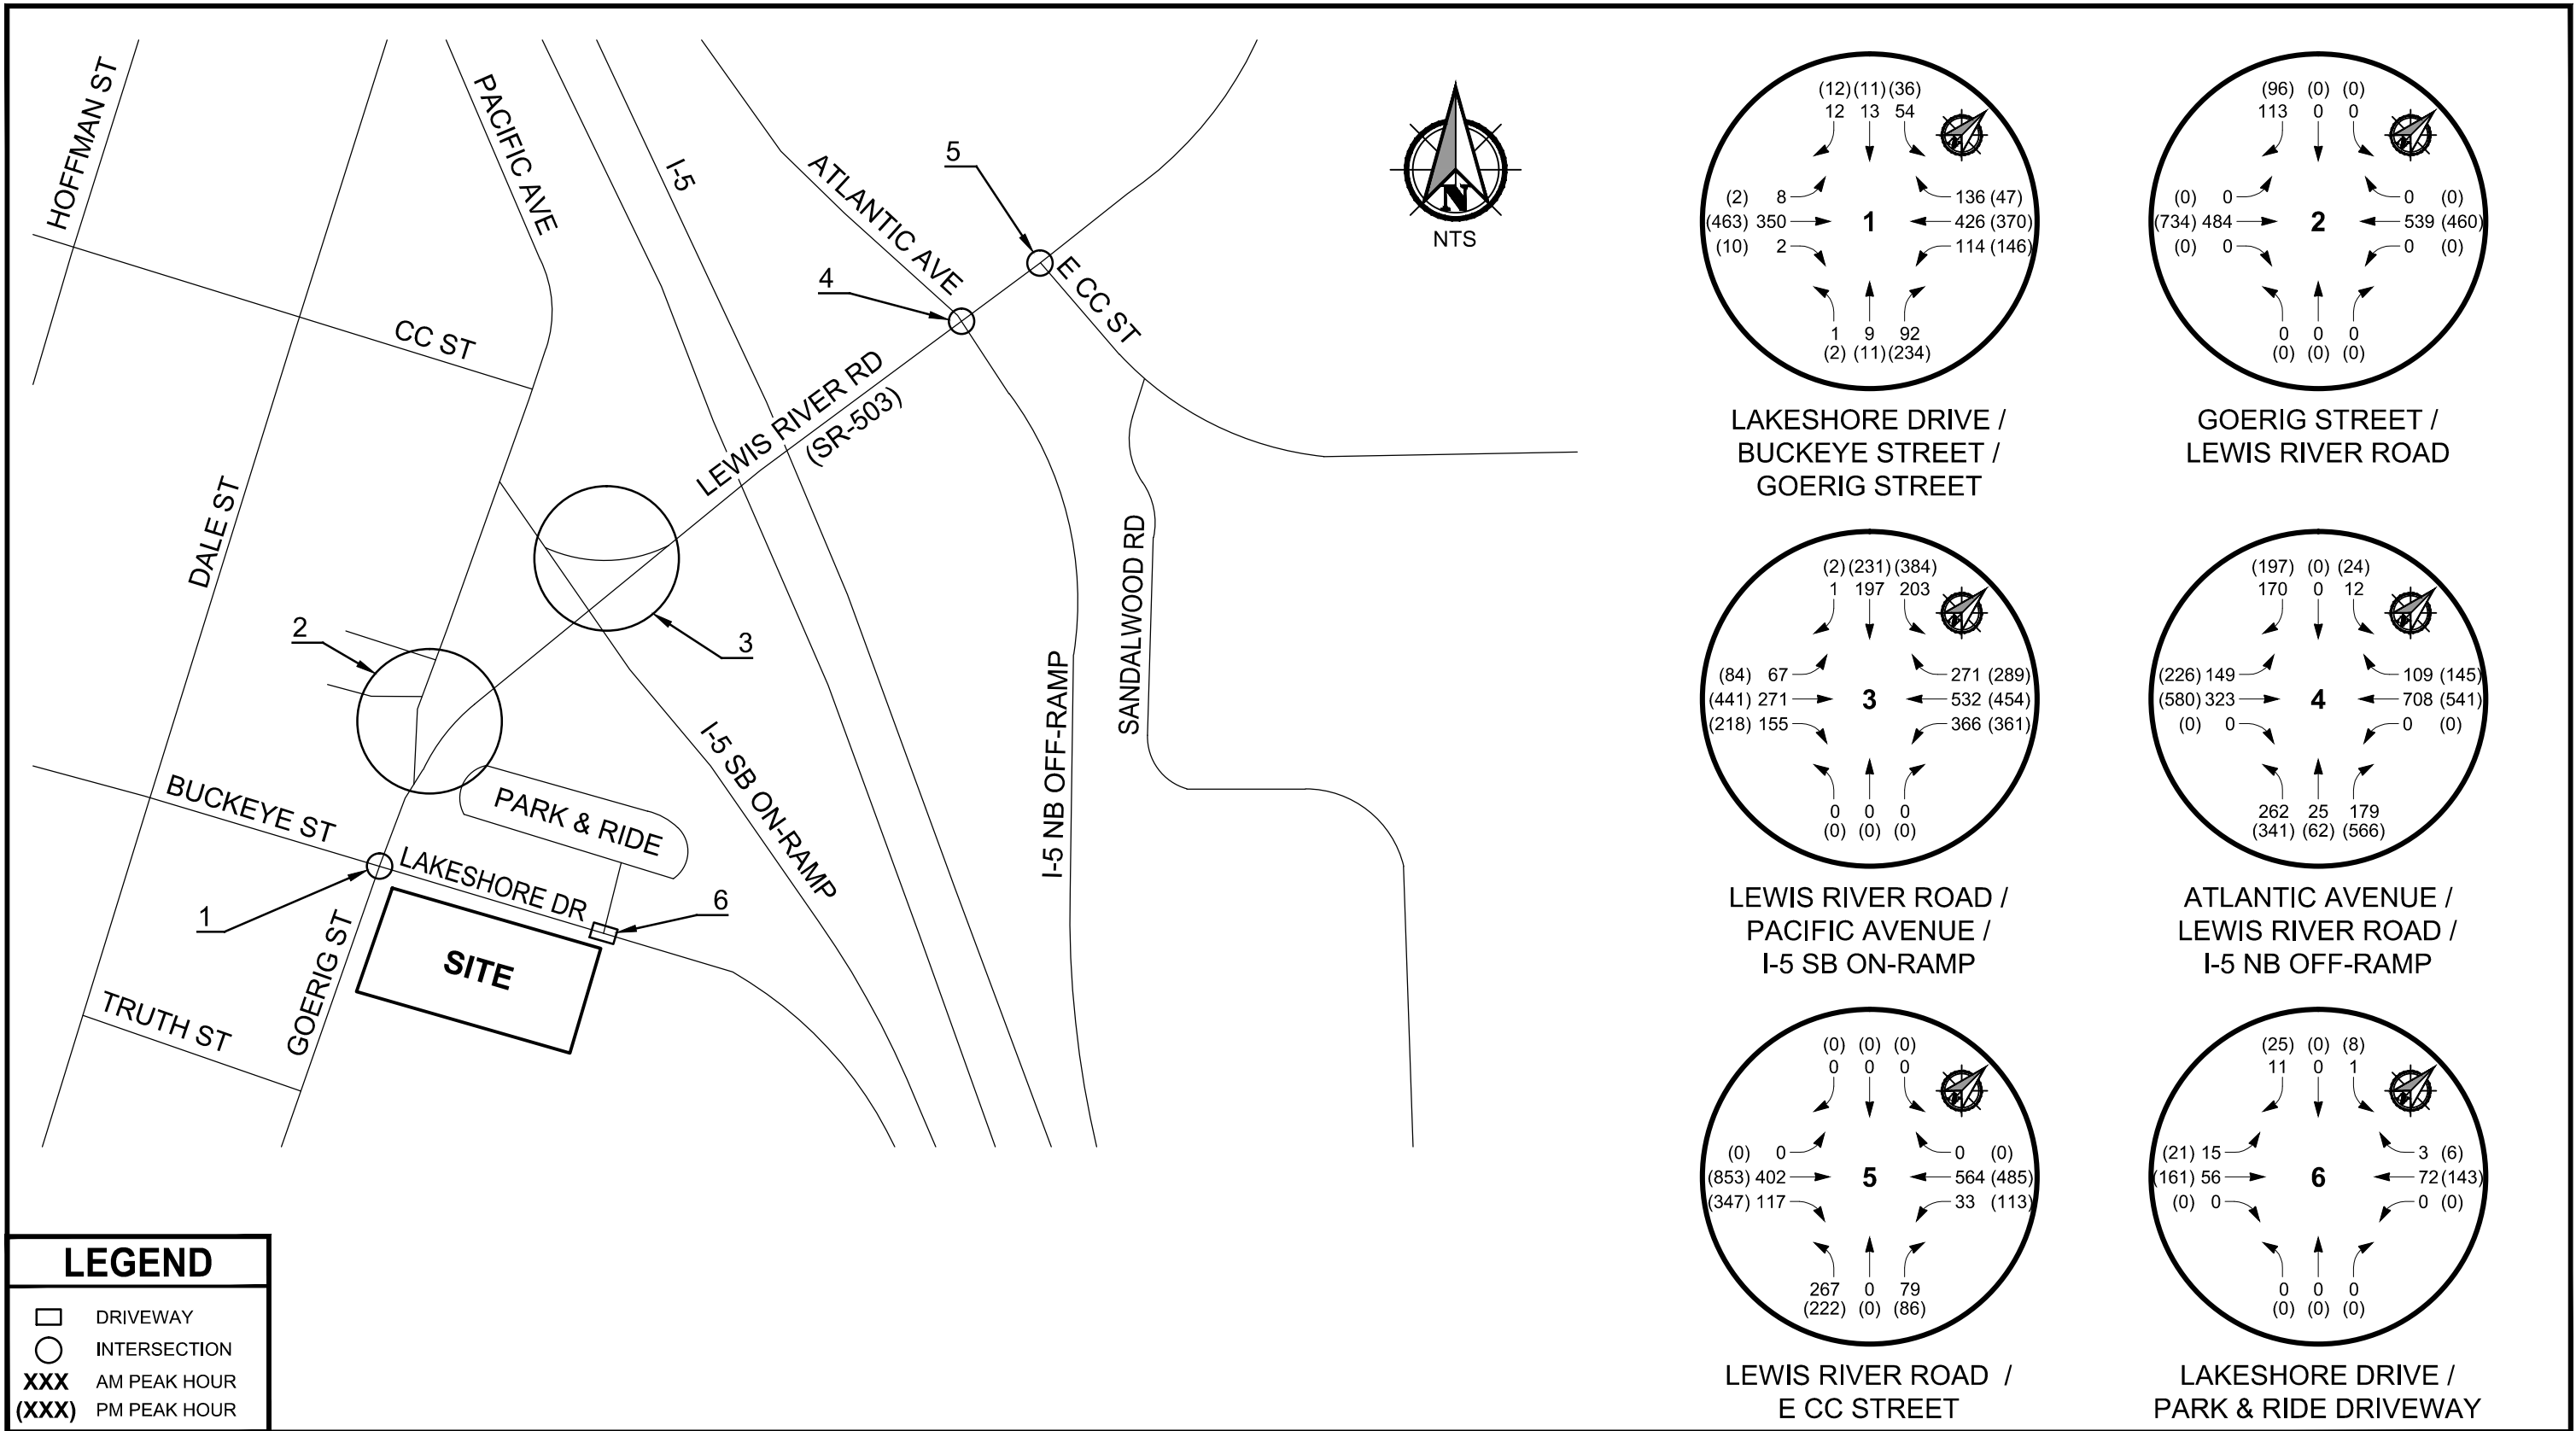 HOFFMAN ST
PACIFIC AVE
I-5
ATLANTIC AVE
5
E CC ST
4
N
NTS
CC ST
LEWIS RIVER RD
(SR-503)
DALE ST
SANDALWOOD RD
2
3
I-5 NB OFF-RAMP
I-5 SB ON-RAMP
BUCKEYE ST
PARK & RIDE
LAKESHORE DR
1
6
SITE
GOERIG ST
TRUTH ST
LEGEND
DRIVEWAY
INTERSECTION
XXX AM PEAK HOUR
(XXX) PM PEAK HOUR
(12) (11) (36)
12 13 54
(2) 8 136 (47)
(463) 350 1 426 (370)
(10) 2 114 (146)
1 9 92
(2) (11) (234)
LAKESHORE DRIVE /
BUCKEYE STREET /
GOERIG STREET
(96) (0) (0)
113 0 0
(0) 0 0 (0)
(734) 484 2 539 (460)
(0) 0 0 (0)
0 0 0
(0) (0) (0)
GOERIG STREET /
LEWIS RIVER ROAD
(2) (231) (384)
1 197 203
(84) 67 271 (289)
(441) 271 3 532 (454)
(218) 155 366 (361)
0 0 0
(0) (0) (0)
LEWIS RIVER ROAD /
PACIFIC AVENUE /
I-5 SB ON-RAMP
(197) (0) (24)
170 0 12
(226) 149 109 (145)
(580) 323 4 708 (541)
(0) 0 0 (0)
262 25 179
(341) (62) (566)
ATLANTIC AVENUE /
LEWIS RIVER ROAD /
I-5 NB OFF-RAMP
(0) (0) (0)
0 0 0
(0) 0 0 (0)
(853) 402 5 564 (485)
(347) 117 33 (113)
267 0 79
(222) (0) (86)
LEWIS RIVER ROAD /
E CC STREET
(25) (0) (8)
11 0 1
(21) 15 3 (6)
(161) 56 6 72 (143)
(0) 0 0 (0)
0 0 0
(0) (0) (0)
LAKESHORE DRIVE /
PARK & RIDE DRIVEWAY